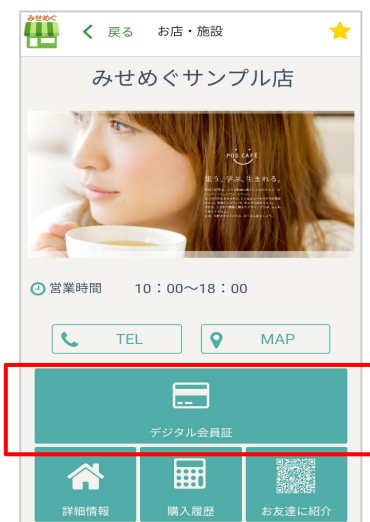 みせめぐ
戻る お店・施設
みせめぐサンプル店
POS CAFÉ
集う、学ぶ、生まれる。
営業時間 10：00～18：00
TEL MAP
デジタル会員証
詳細情報 購入履歴 お友達に紹介